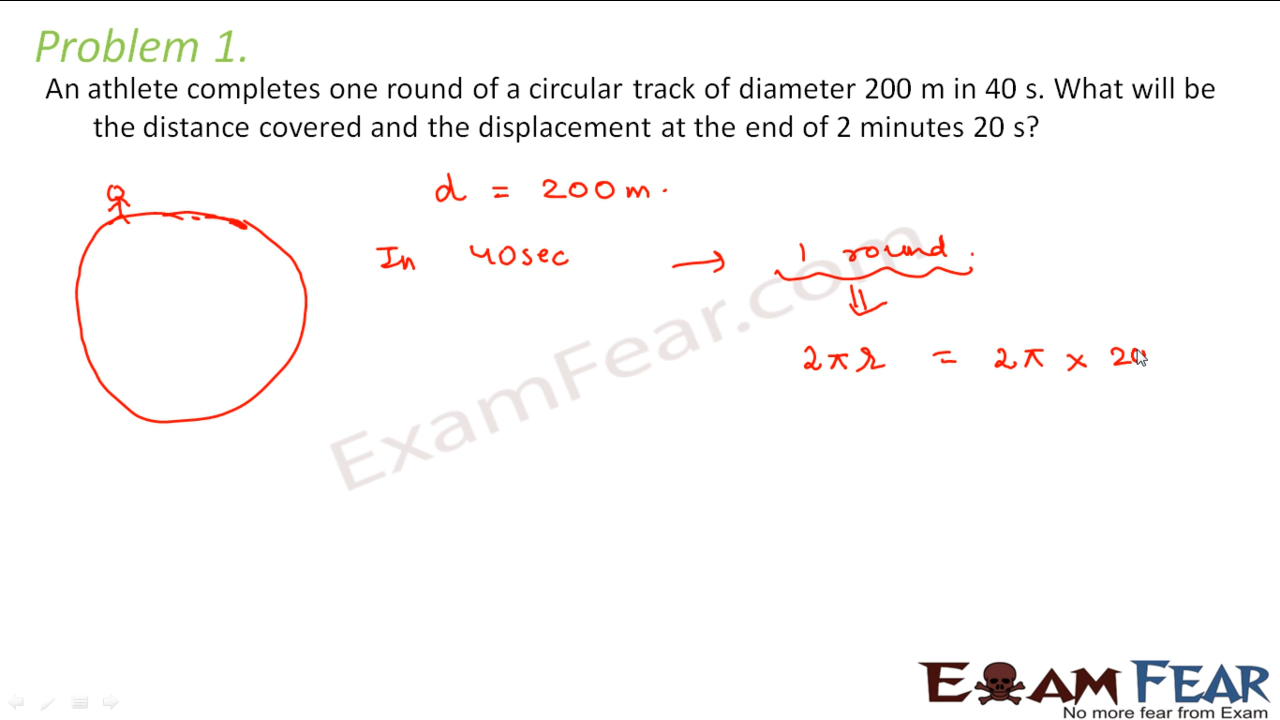 Problem 1.
An athlete completes one round of a circular track of diameter 200 m in 40 s. What will be
the distance covered and the displacement at the end of 2 minutes 20 s?
d = 200 m.
In 40 sec → 1 round.
2πr = 2π × 20
ExamFear.com
EXAM FEAR
No more fear from Exam